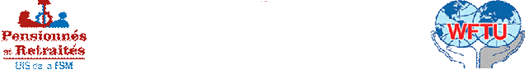 Pensionnés
et Retraités
UIS de la FSM
WFTU